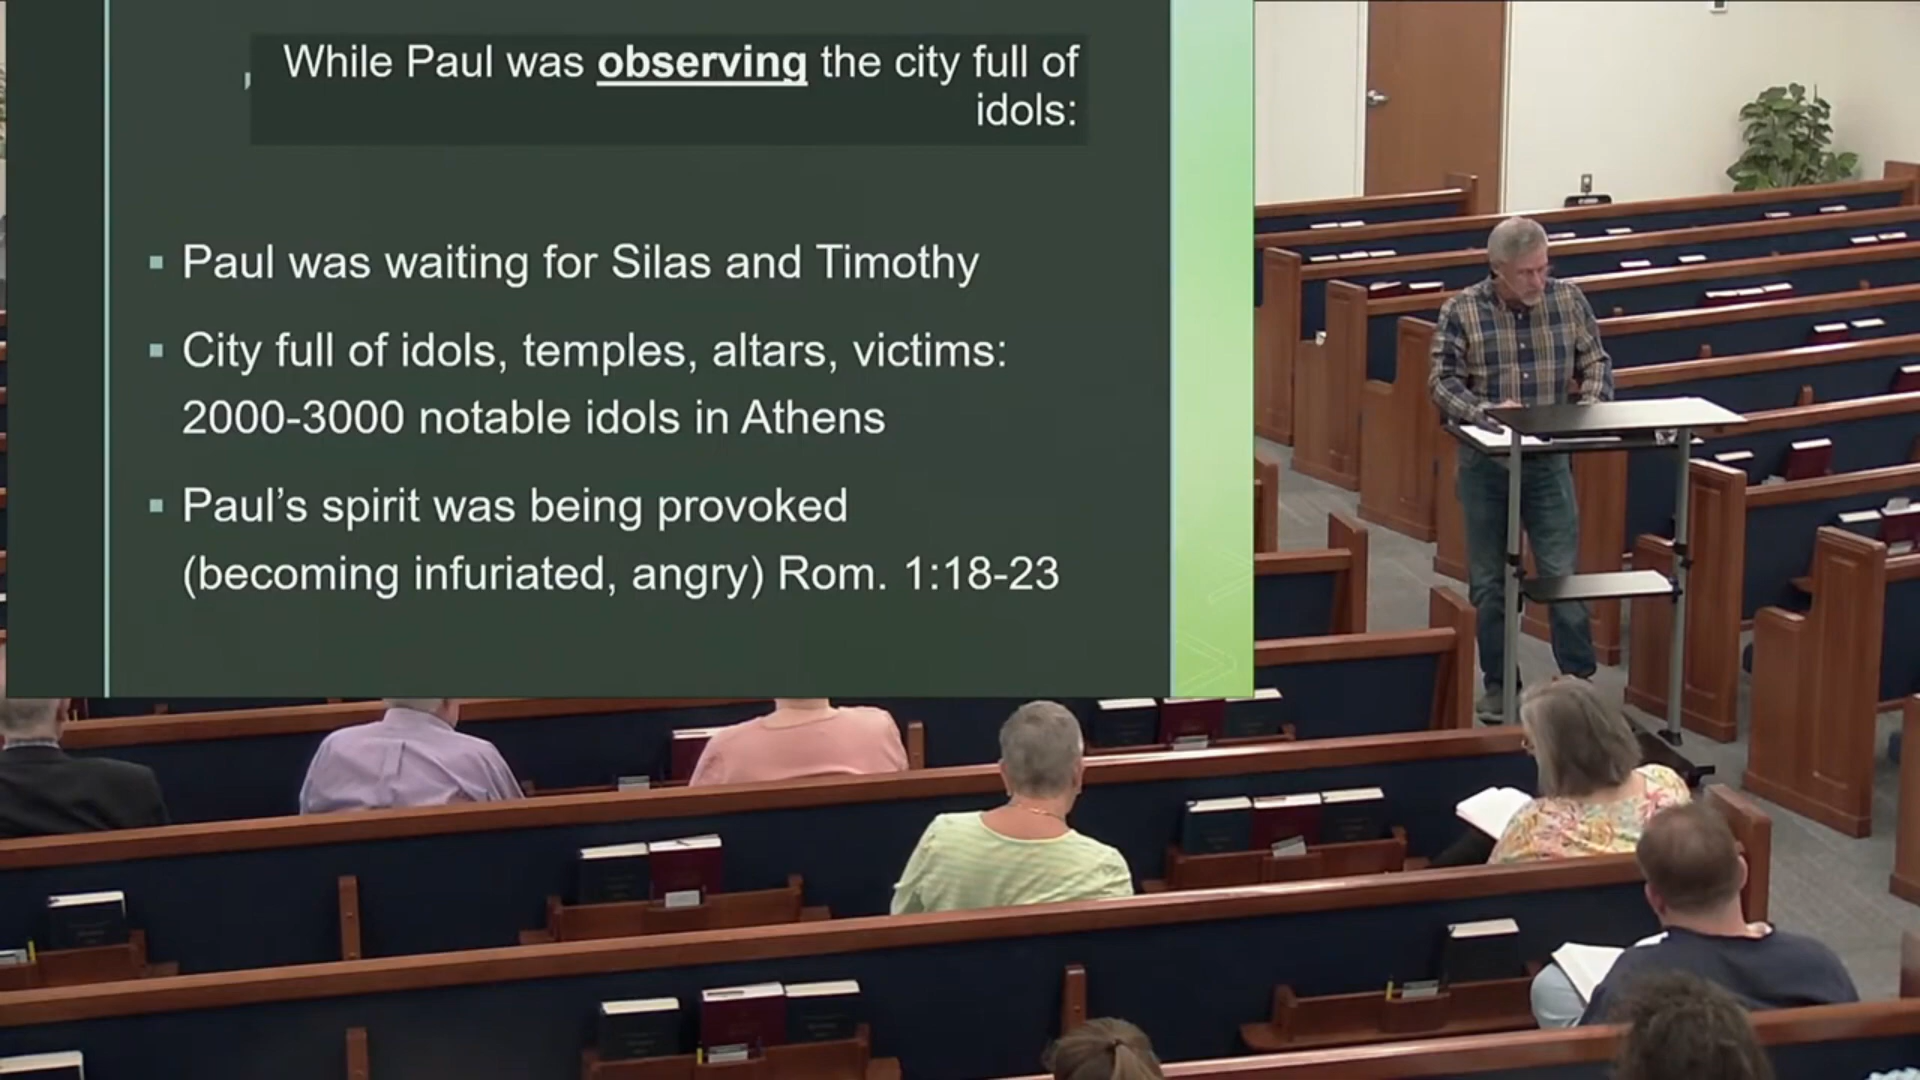 While Paul was observing the city full of
idols:
▪ Paul was waiting for Silas and Timothy
▪ City full of idols, temples, altars, victims:
2000-3000 notable idols in Athens
▪ Paul’s spirit was being provoked
(becoming infuriated, angry) Rom. 1:18-23